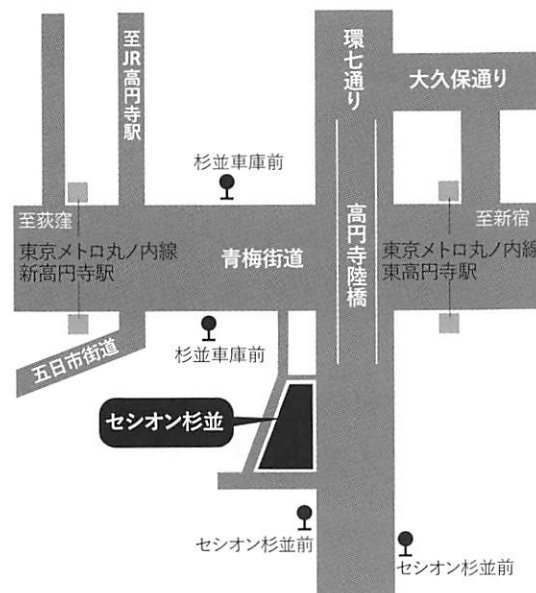 至JR高円寺駅
環七通り
大久保通り
杉並車庫前
至荻窪
東京メトロ丸ノ内線
新高円寺駅
青梅街道
高円寺陸橋
至新宿
東京メトロ丸ノ内線
東高円寺駅
杉並車庫前
五日市街道
セシオン杉並
セシオン杉並前
セシオン杉並前